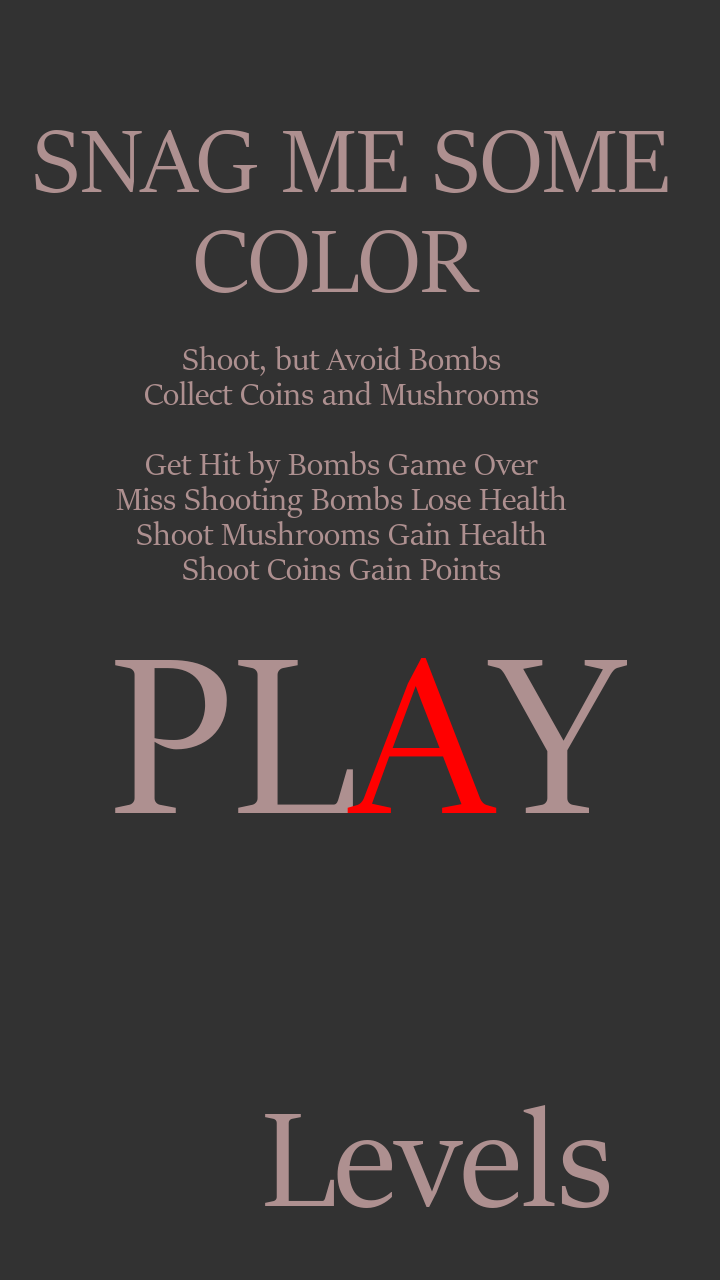 SNAG ME SOME
COLOR
Shoot, but Avoid Bombs
Collect Coins and Mushrooms
Get Hit by Bombs Game Over
Miss Shooting Bombs Lose Health
Shoot Mushrooms Gain Health
Shoot Coins Gain Points
PLAY
Levels